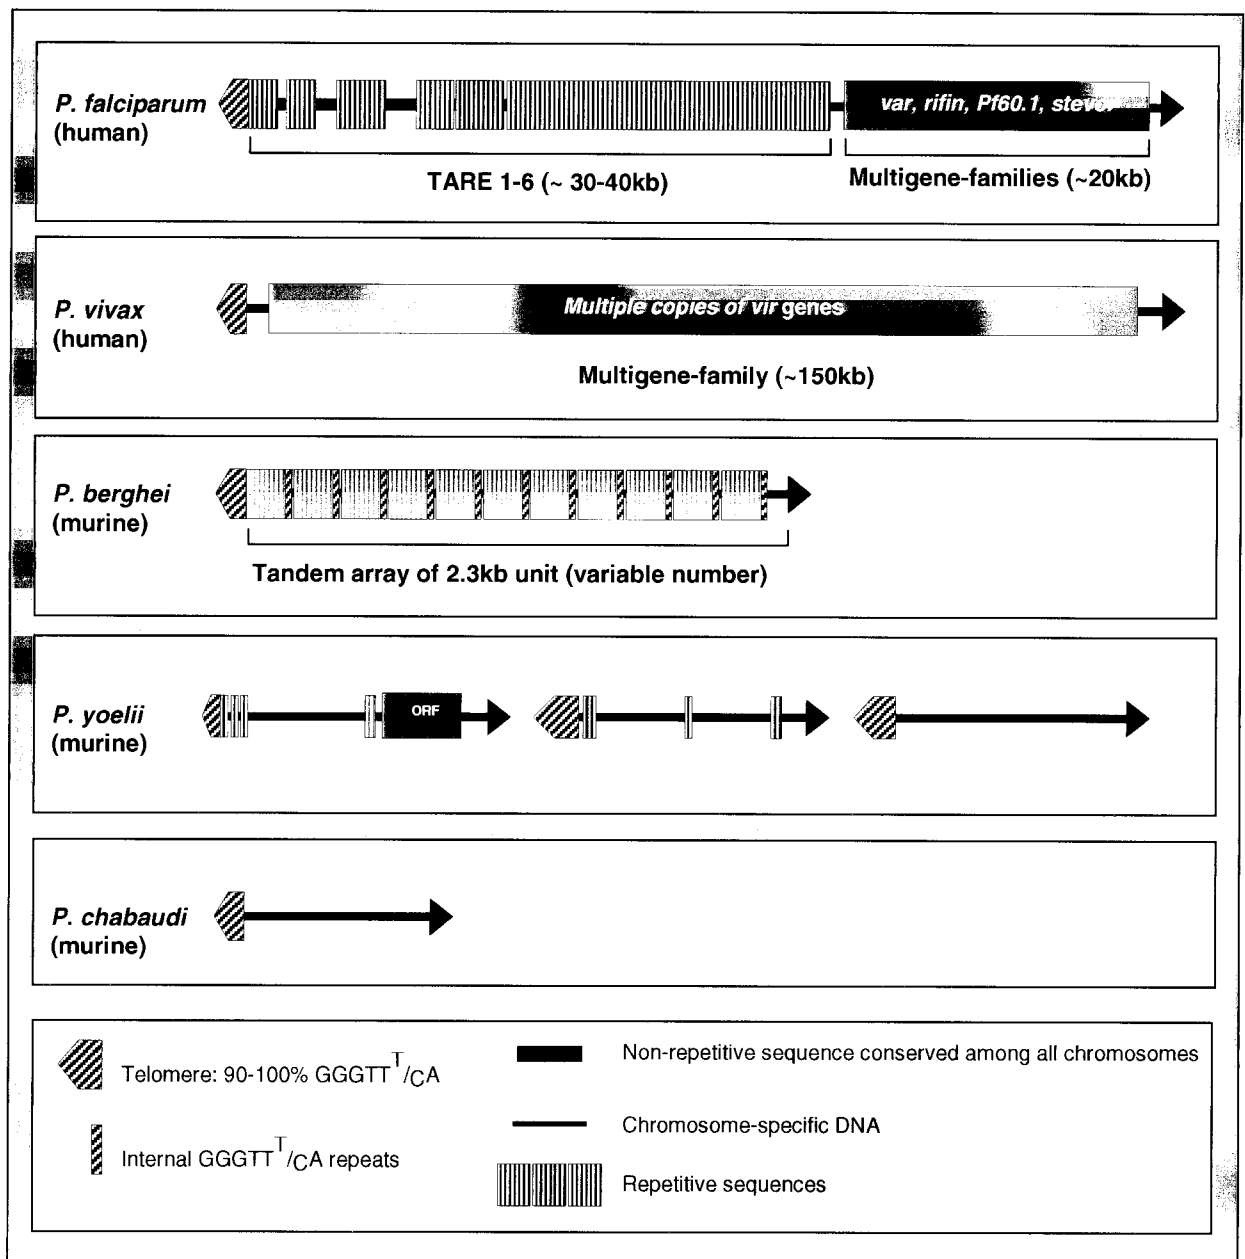 P. falciparum
(human)
var, rifin, Pf60.1, stevor
TARE 1-6 (~ 30-40kb)
Multigene-families (~20kb)
P. vivax
(human)
Multiple copies of vir genes
Multigene-family (~150kb)
P. berghei
(murine)
Tandem array of 2.3kb unit (variable number)
P. yoelii
(murine)
ORF
P. chabaudi
(murine)
Telomere: 90-100% GGGTTT/CA
Internal GGGTTT/CA repeats
Non-repetitive sequence conserved among all chromosomes
Chromosome-specific DNA
Repetitive sequences